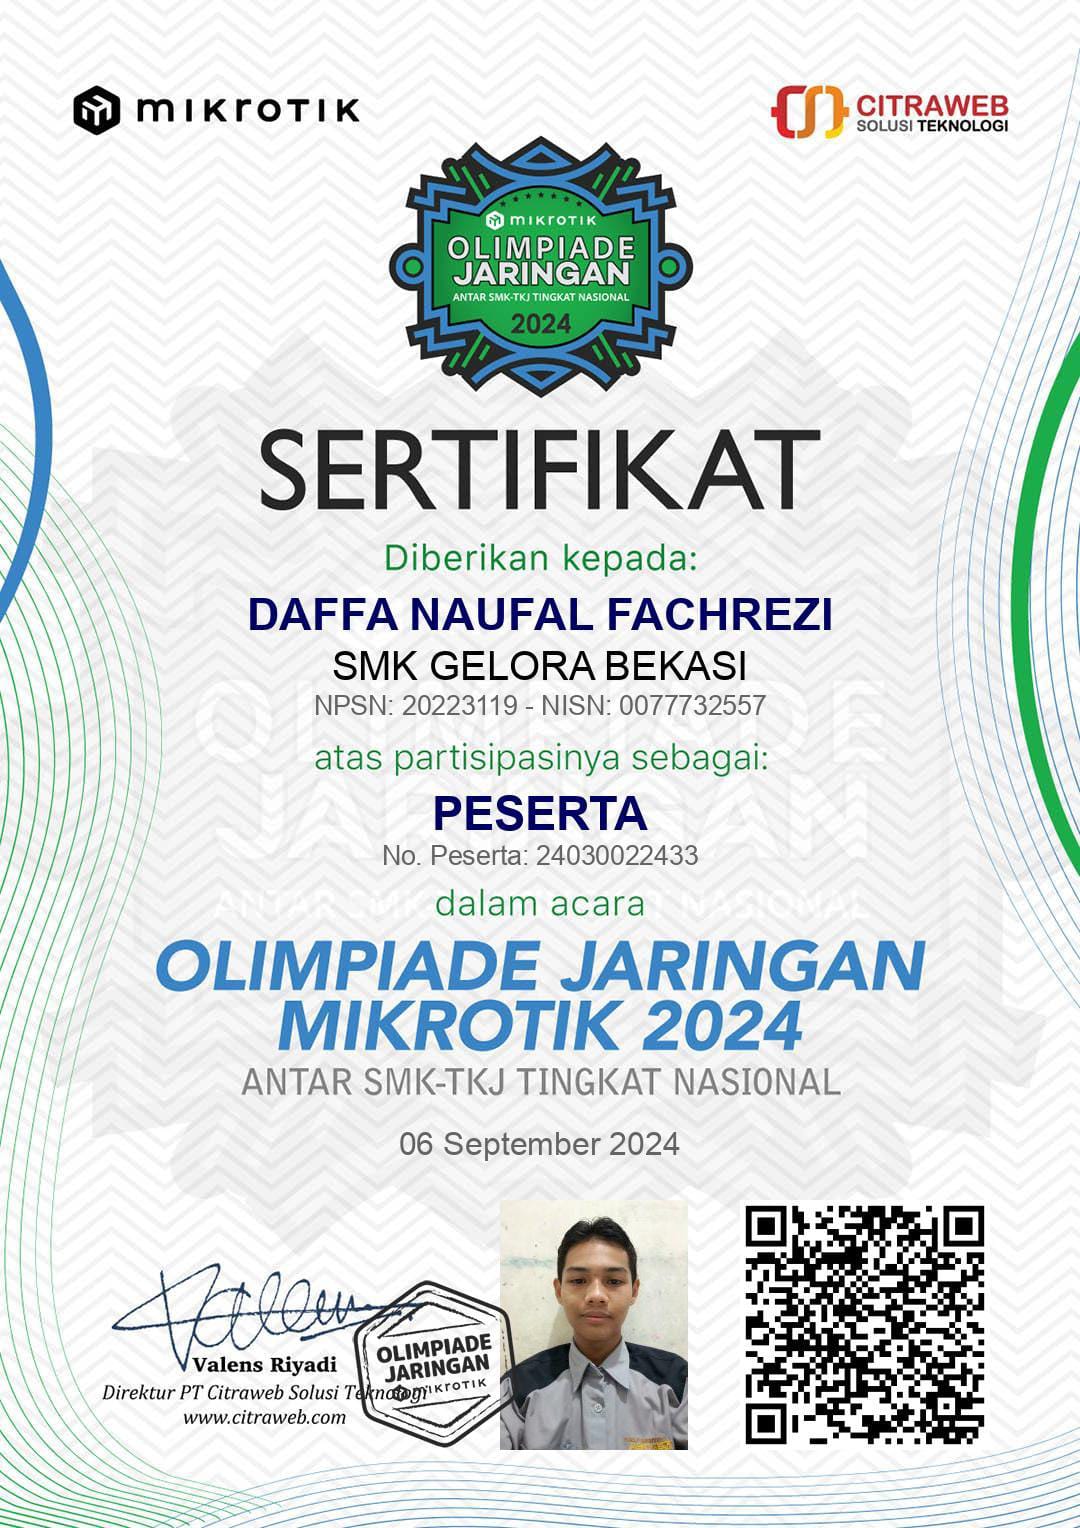 mikrotik
CITRAWEB
SOLUSI TEKNOLOGI
mikrotik
OLIMPIADE
JARINGAN
ANTAR SMK-TKJ TINGKAT NASIONAL
2024
SERTIFIKAT
Diberikan kepada:
DAFFA NAUFAL FACHREZI
SMK GELORA BEKASI
NPSN: 20223119 - NISN: 0077732557
atas partisipasinya sebagai:
PESERTA
No. Peserta: 24030022433
dalam acara
OLIMPIADE JARINGAN
MIKROTIK 2024
ANTAR SMK-TKJ TINGKAT NASIONAL
06 September 2024
Valens Riyadi
Direktur PT Citraweb Solusi Teknologi
www.citraweb.com
OLIMPIADE
JARINGAN
mikrotik